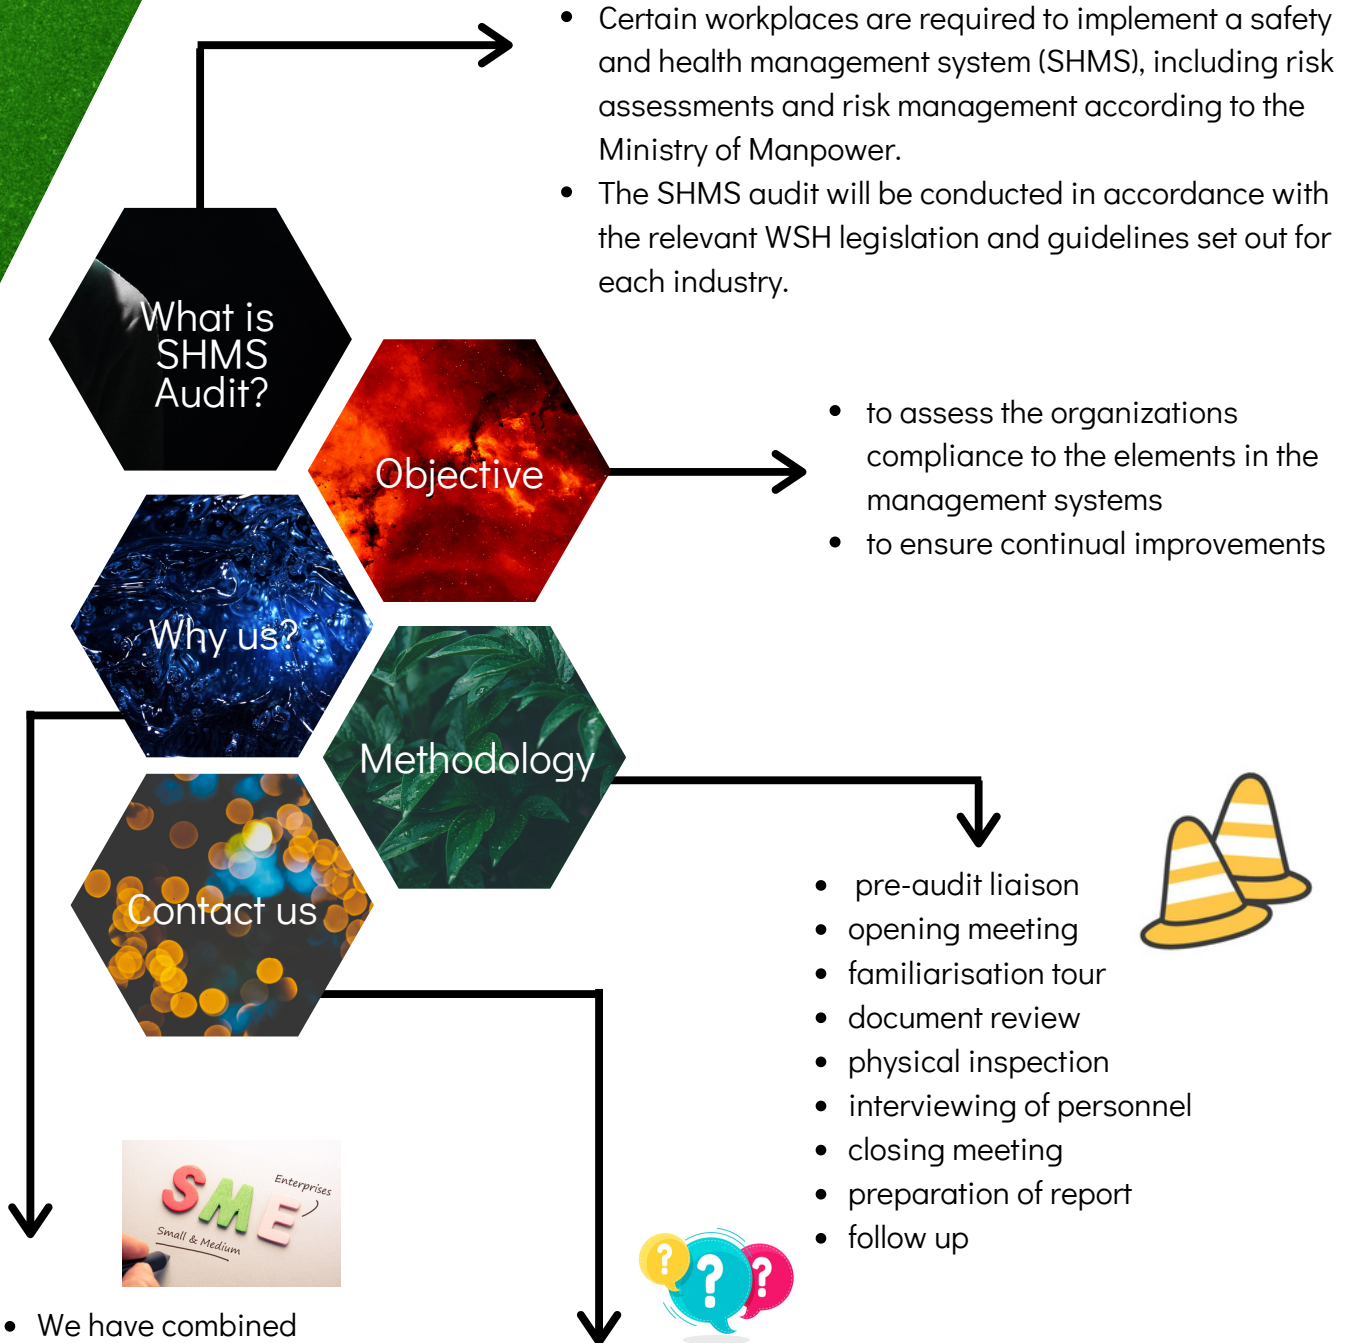 • Certain workplaces are required to implement a safety
and health management system (SHMS), including risk
assessments and risk management according to the
Ministry of Manpower.
• The SHMS audit will be conducted in accordance with
the relevant WSH legislation and guidelines set out for
each industry.
What is
SHMS
Audit?
Objective
• to assess the organizations
compliance to the elements in the
management systems
• to ensure continual improvements
Why us?
Methodology
Contact us
• pre-audit liaison
• opening meeting
• familiarisation tour
• document review
• physical inspection
• interviewing of personnel
• closing meeting
• preparation of report
• follow up
SME
Enterprises
Small & Medium
? ? ?
• We have combined